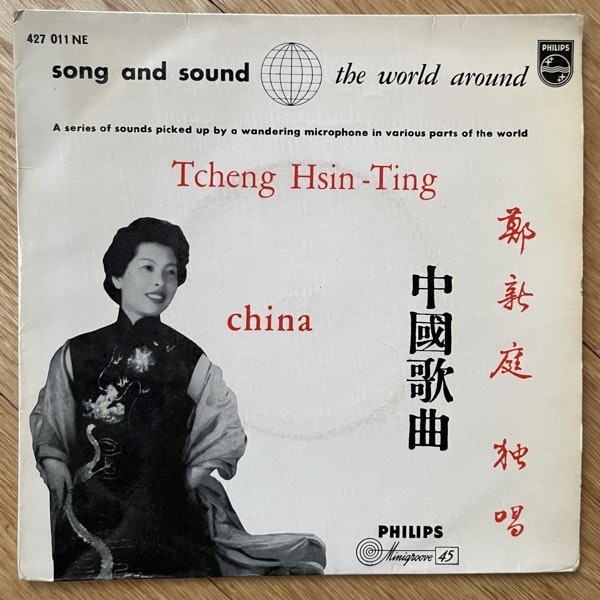 427 011 NE
song and sound the world around
PHILIPS
A series of sounds picked up by a wandering microphone in various parts of the world
Tcheng Hsin-Ting
china
中國歌曲
鄭新庭 独唱
PHILIPS
Minigroove 45